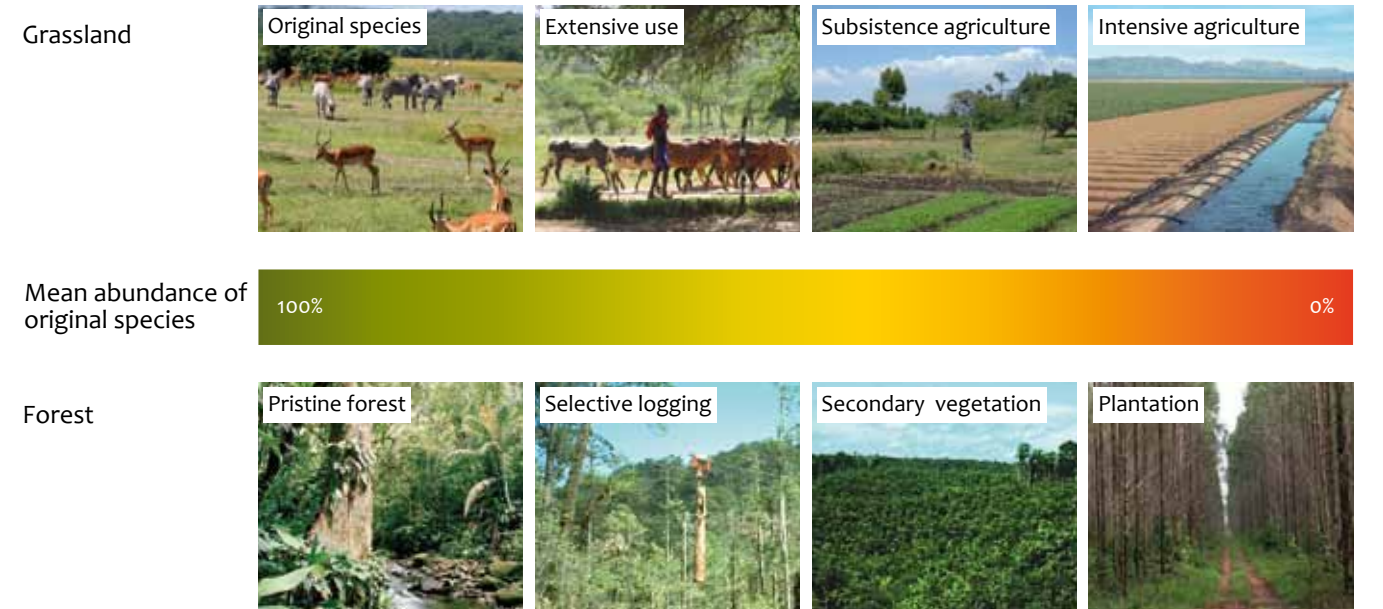 Grassland
Original species
Extensive use
Subsistence agriculture
Intensive agriculture
Mean abundance of
original species
100%
0%
Forest
Pristine forest
Selective logging
Secondary vegetation
Plantation